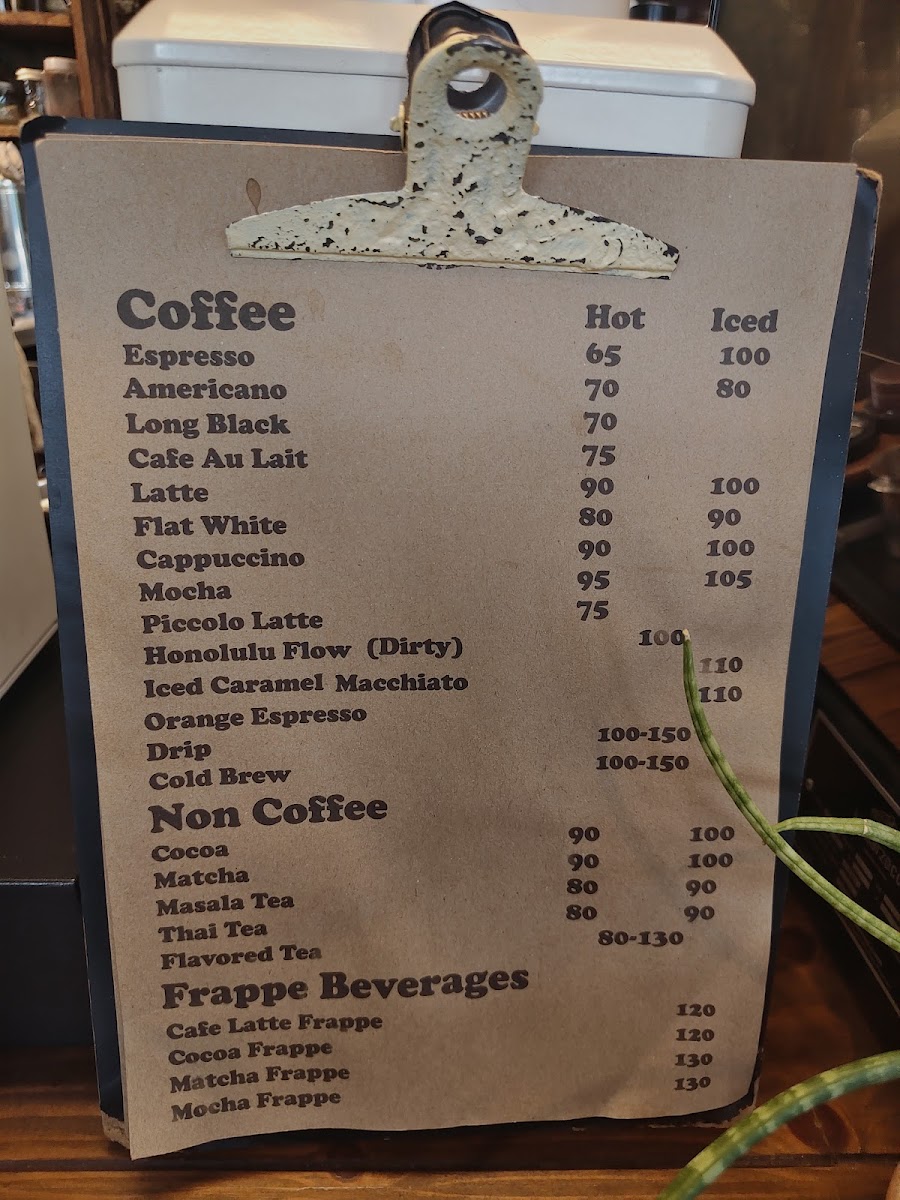 Coffee Hot Iced
Espresso 65 100
Americano 70 80
Long Black 70
Cafe Au Lait 75
Latte 90 100
Flat White 80 90
Cappuccino 90 100
Mocha 95 105
Piccolo Latte 75
Honolulu Flow (Dirty) 100
Iced Caramel Macchiato 110
Orange Espresso 110
Drip 100-150
Cold Brew 100-150
Non Coffee
Cocoa 90 100
Matcha 90 100
Masala Tea 80 90
Thai Tea 80 90
Flavored Tea 80-130
Frappe Beverages
Cafe Latte Frappe 120
Cocoa Frappe 120
Matcha Frappe 130
Mocha Frappe 130